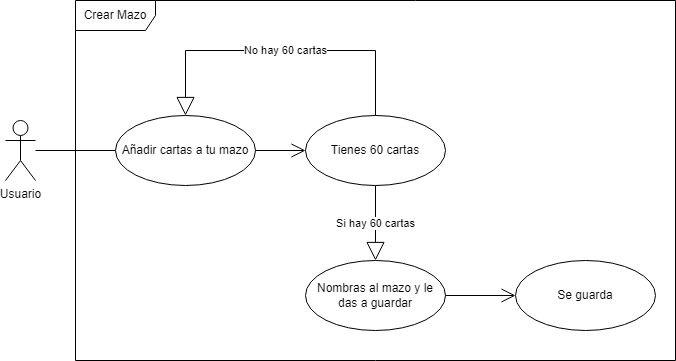 Crear Mazo
No hay 60 cartas
Añadir cartas a tu mazo
Tienes 60 cartas
Usuario
Si hay 60 cartas
Nombras al mazo y le
das a guardar
Se guarda